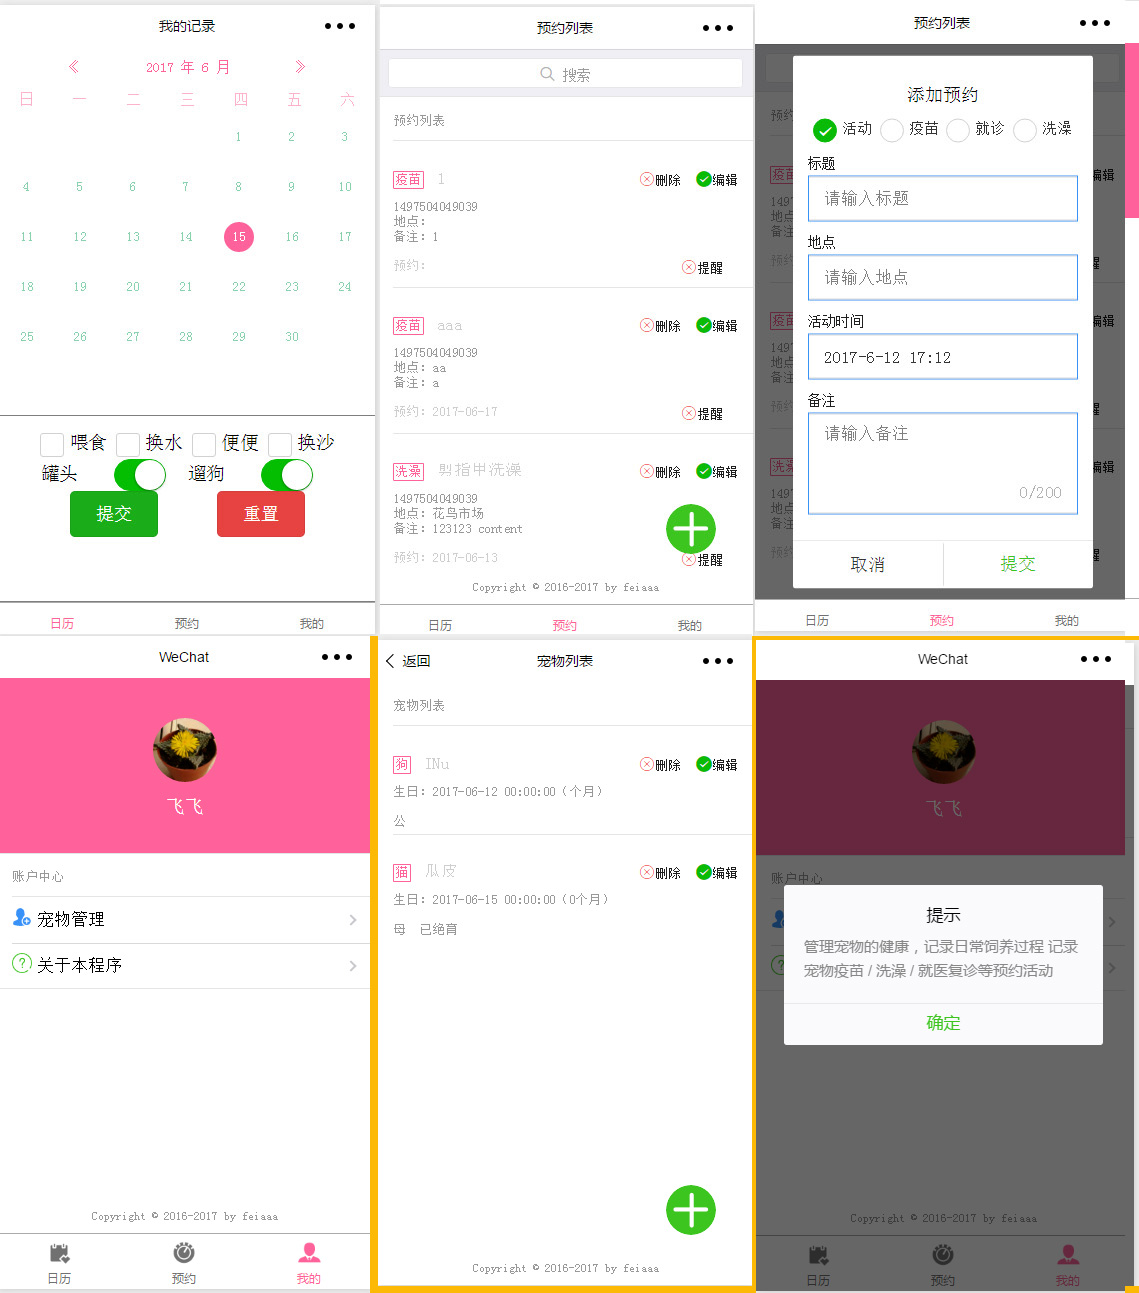 我的记录
2017 年 6 月
日 一 二 三 四 五 六
1 2 3
4 5 6 7 8 9 10
11 12 13 14 15 16 17
18 19 20 21 22 23 24
25 26 27 28 29 30
喂食 换水 便便 换沙
罐头 遛狗
提交 重置
日历 预约 我的
预约列表
搜索
预约列表
疫苗 1 删除 编辑
1497504049039
地点：
备注：1
预约： 提醒
疫苗 aaa 删除 编辑
1497504049039
地点：aa
备注：a
预约：2017-06-17 提醒
洗澡 剪指甲洗澡 删除 编辑
1497504049039
地点：花鸟市场
备注：123123 content
预约：2017-06-13 提醒
Copyright © 2016-2017 by feiaaa
日历 预约 我的
预约列表
添加预约
活动 疫苗 就诊 洗澡
标题
请输入标题
地点
请输入地点
活动时间
2017-6-12 17:12
备注
请输入备注
0/200
取消 提交
编辑
编辑
编辑
日历 预约 我的
WeChat
飞飞
账户中心
宠物管理
关于本程序
Copyright © 2016-2017 by feiaaa
日历 预约 我的
返回 宠物列表
宠物列表
狗 INu 删除 编辑
生日：2017-06-12 00:00:00（个月）
公
猫 瓜皮 删除 编辑
生日：2017-06-15 00:00:00（0个月）
母 已绝育
Copyright © 2016-2017 by feiaaa
WeChat
飞飞
账户中心
提示
管理宠物的健康，记录日常饲养过程 记录
宠物疫苗 / 洗澡 / 就医复诊等预约活动
确定
Copyright © 2016-2017 by feiaaa
日历 预约 我的